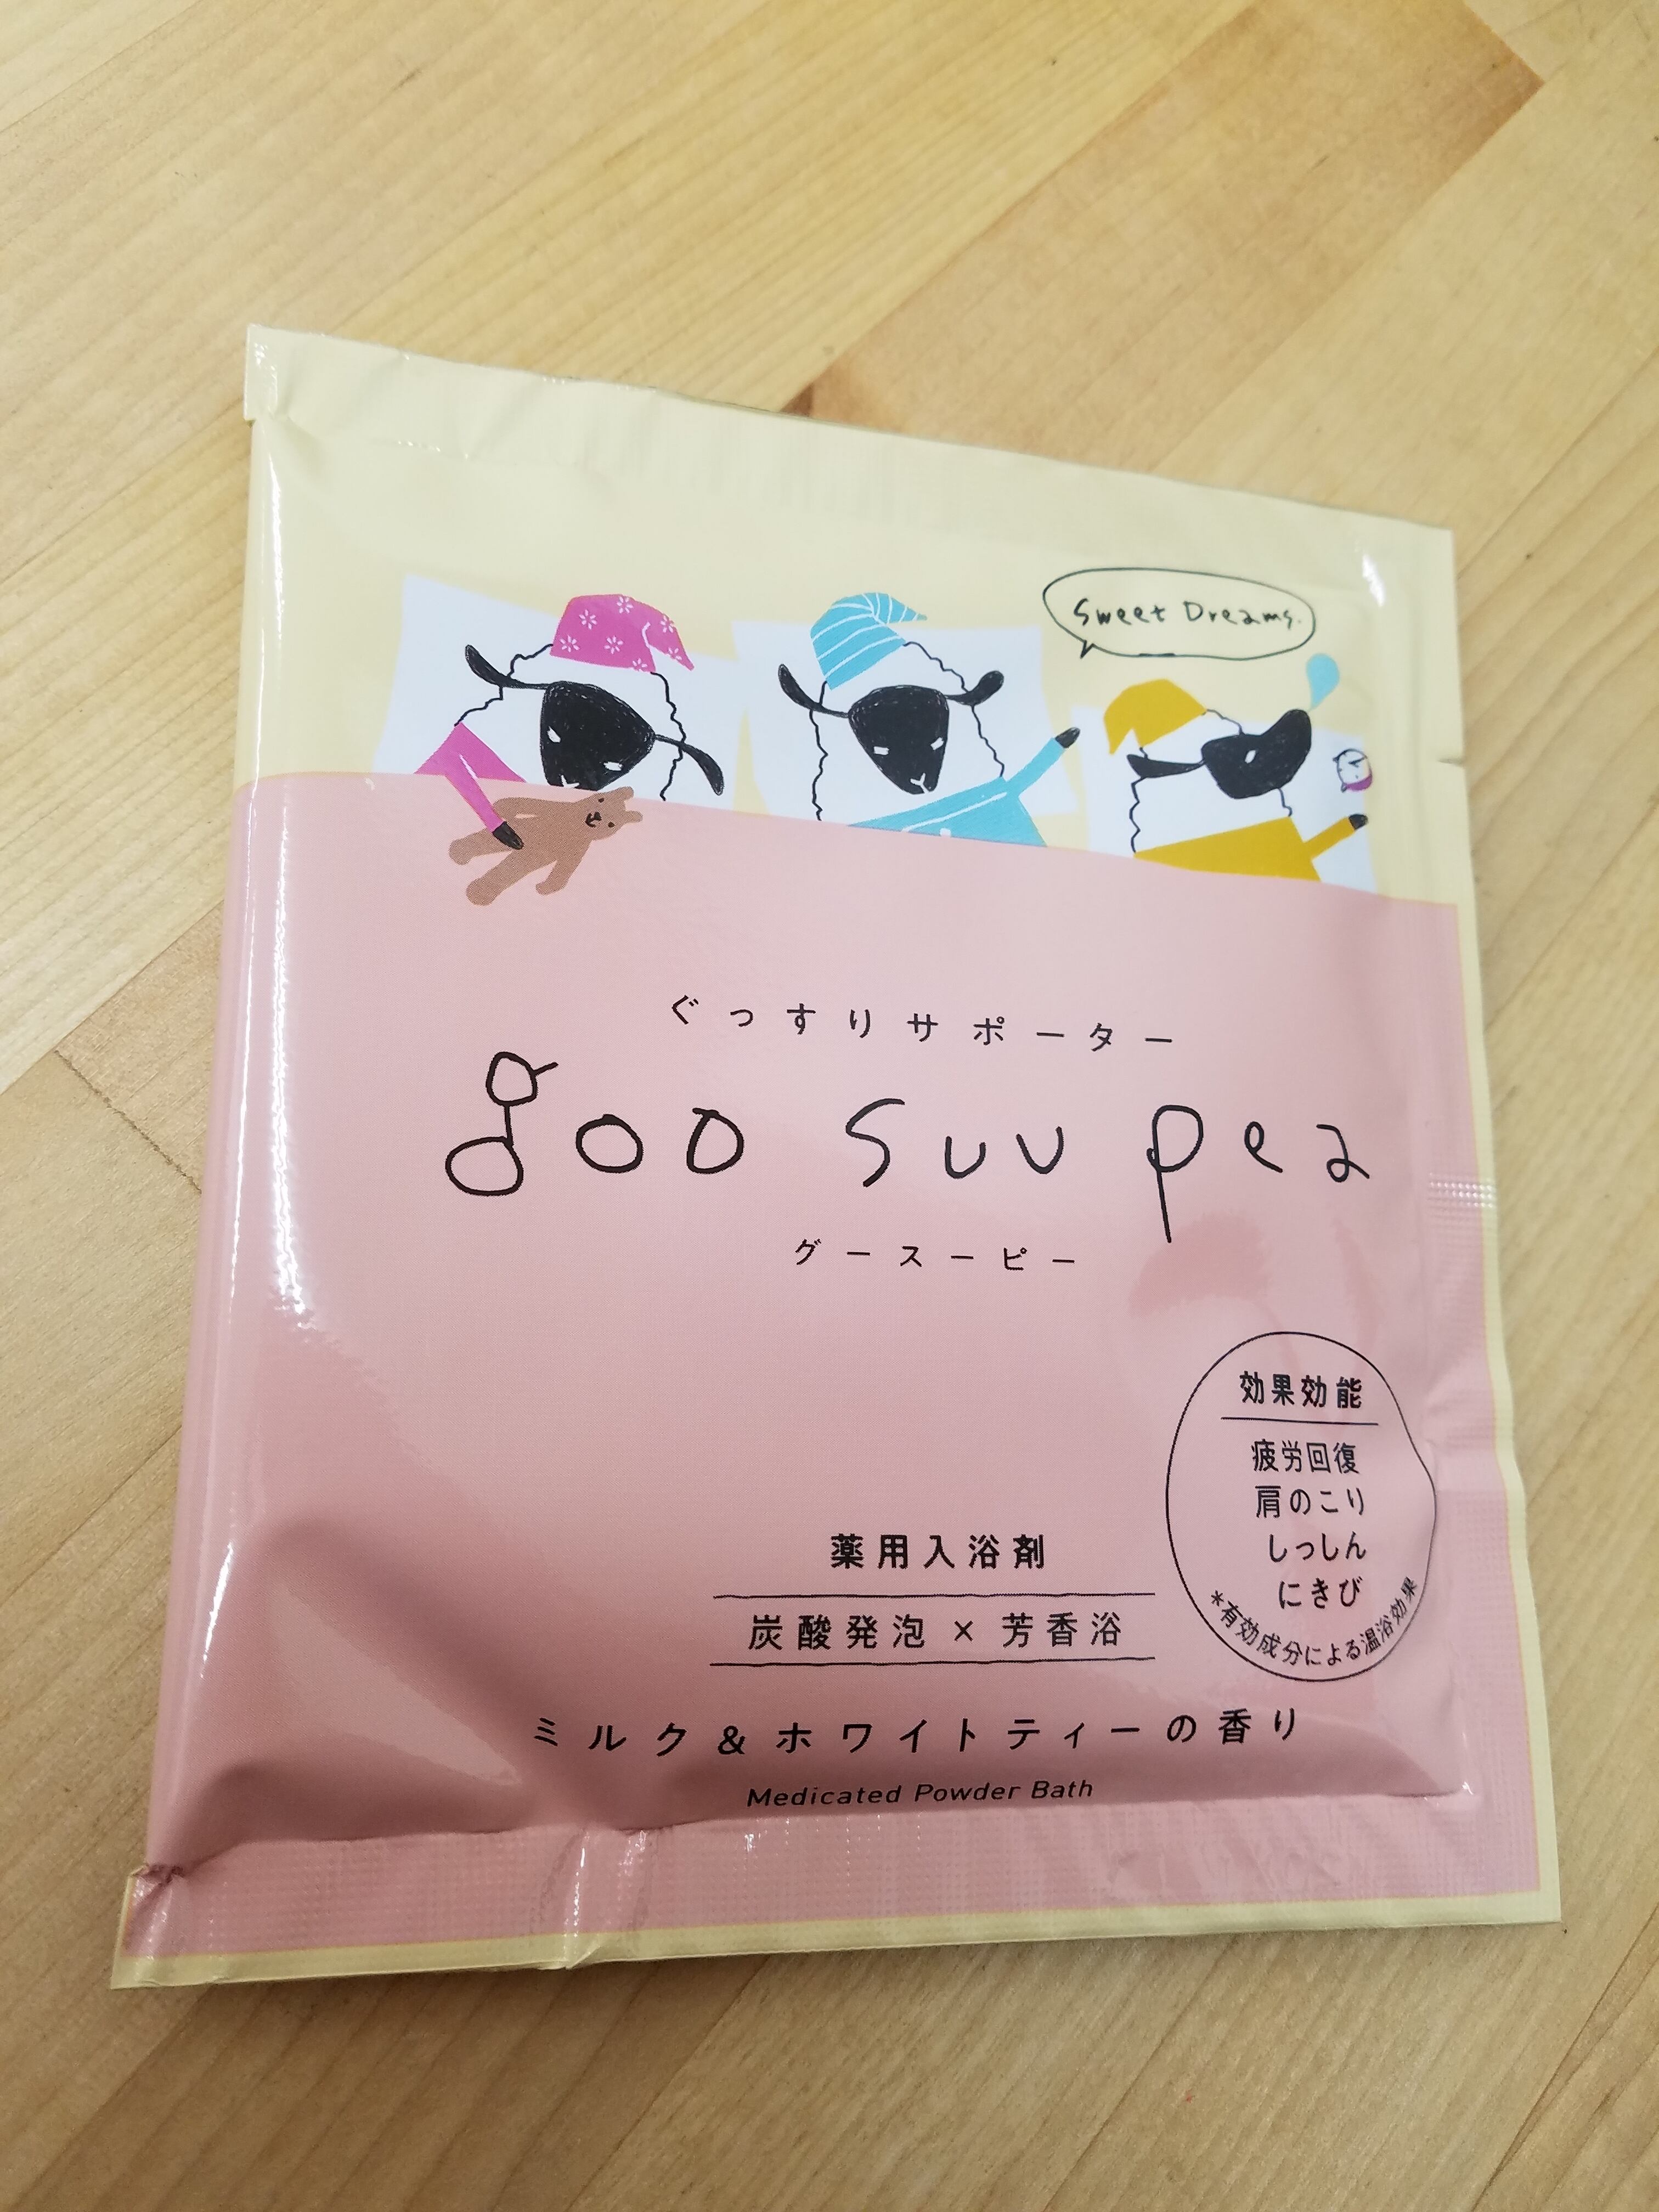 Sweet Dreams.
ぐっすりサポーター
goo suu pea
グースーピー
効果効能
疲労回復
肩のこり
しっしん
にきび
*有効成分による温浴効果
薬用入浴剤
炭酸発泡 × 芳香浴
ミルク&ホワイトティーの香り
Medicated Powder Bath